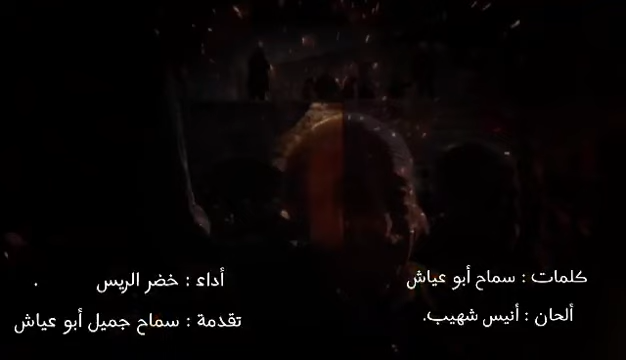 كلمات : سماح أبو عياش
ألحان : أنيس شهيب.
أداء : خضر الريس .
تقدمة : سماح جميل أبو عياش